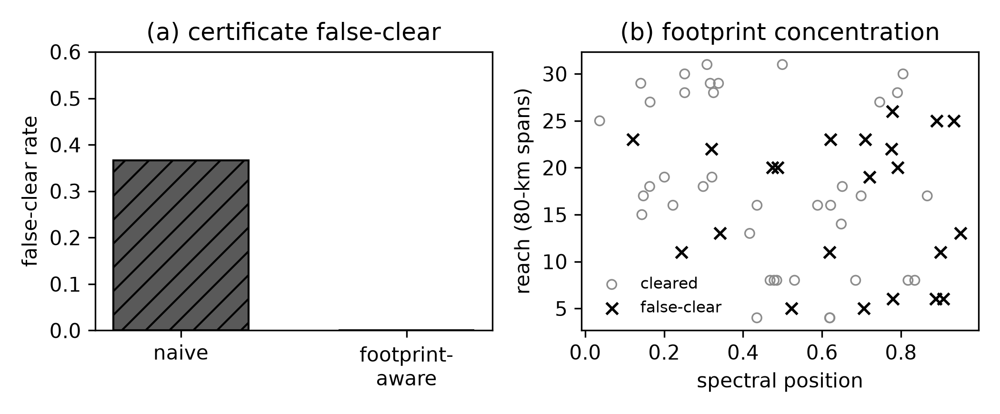 (a) certificate false-clear
false-clear rate
0.6
0.5
0.4
0.3
0.2
0.1
0.0
naive
footprint-
aware
(b) footprint concentration
reach (80-km spans)
30
25
20
15
10
5
cleared
false-clear
0.0 0.2 0.4 0.6 0.8
spectral position